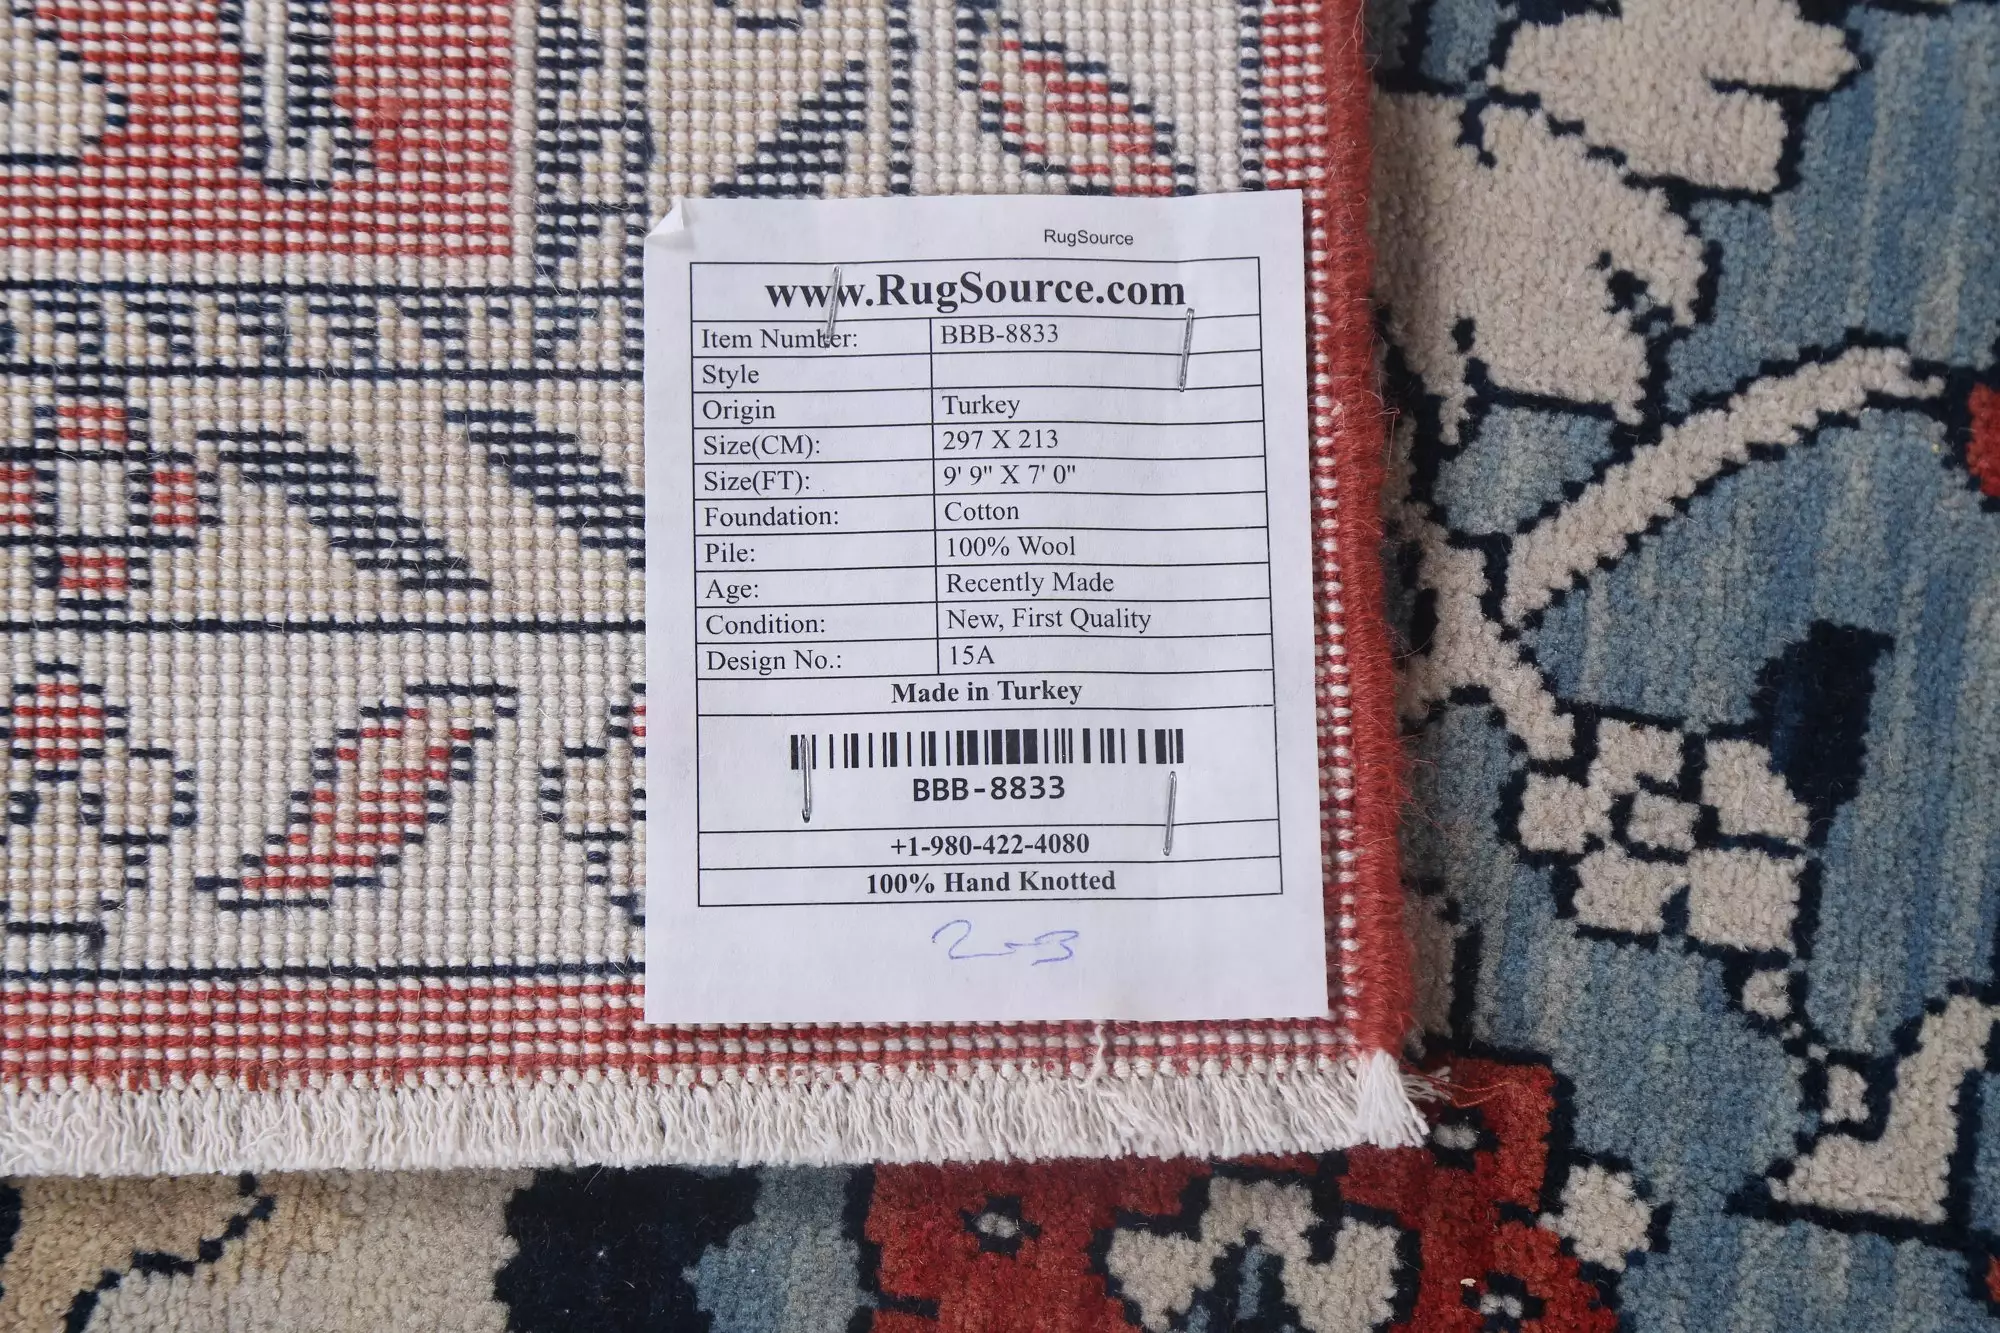 RugSource
www.RugSource.com
Item Number: BBB-8833
Style
Origin Turkey
Size(CM): 297 X 213
Size(FT): 9' 9" X 7' 0"
Foundation: Cotton
Pile: 100% Wool
Age: Recently Made
Condition: New, First Quality
Design No.: 15A
Made in Turkey
BBB-8833
+1-980-422-4080
100% Hand Knotted